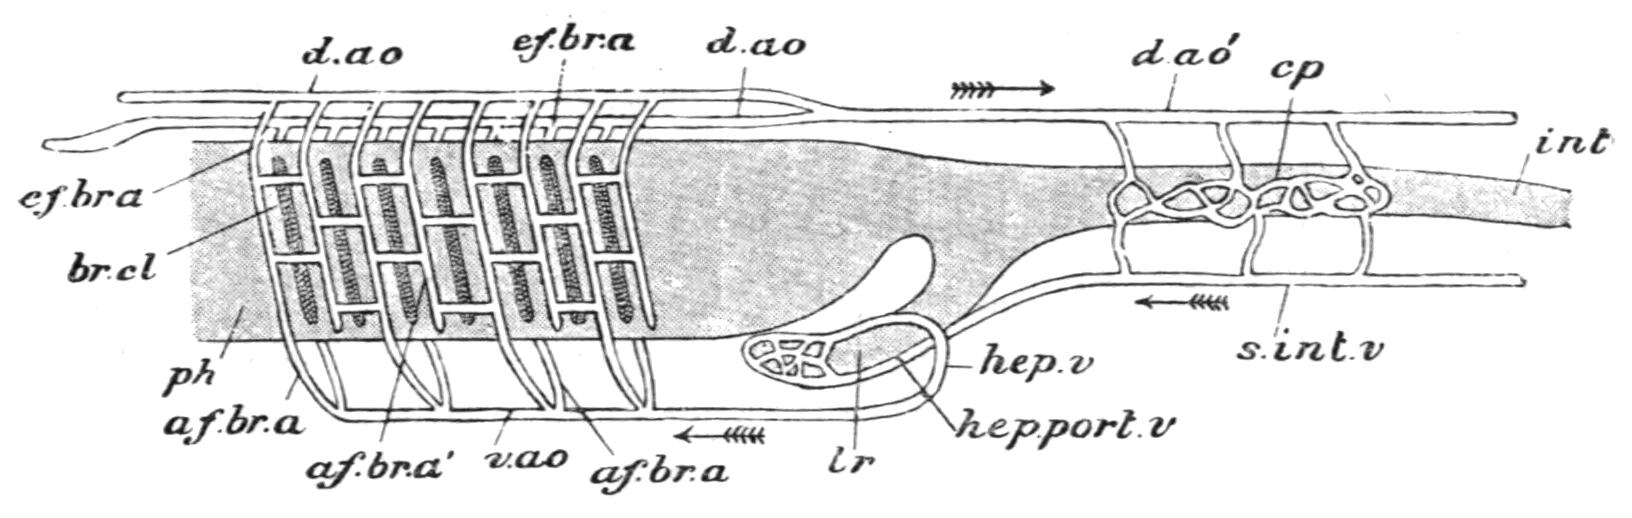 d.ao
ef.br.a
d.ao
d.ao'
cp
int
ef.br.a
br.cl
ph
af.br.a
af.br.a'
v.ao
af.br.a
lr
hep.port.v
hep.v
s.int.v